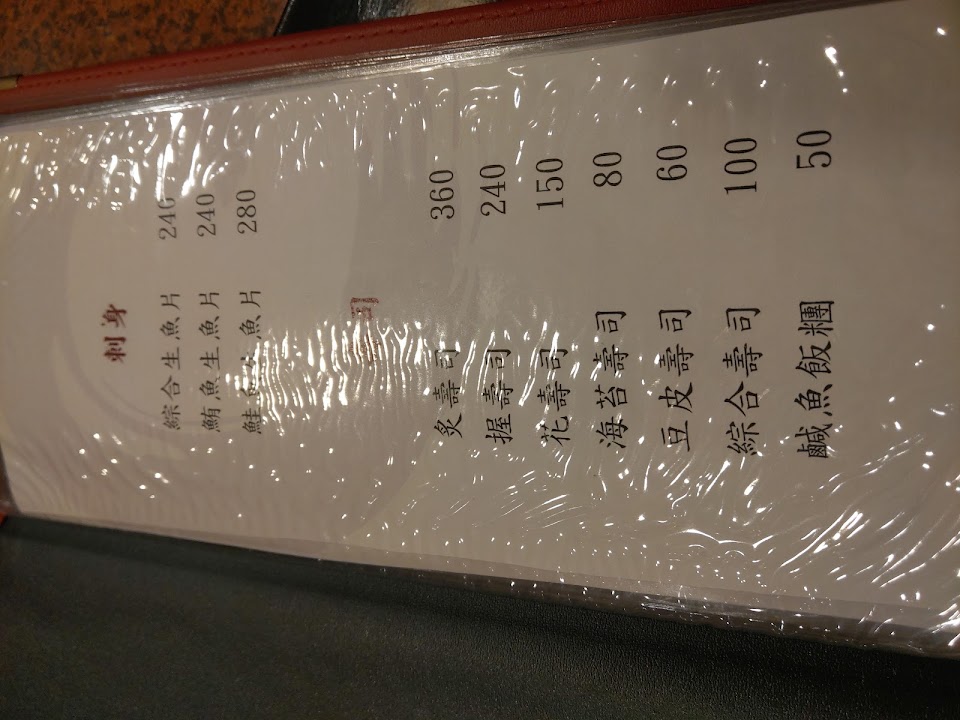 刺身
綜合生魚片 240
鮪魚生魚片 240
鮭魚生魚片 280
司
炙壽司 360
握壽司 240
花壽司 150
海苔壽司 80
豆皮壽司 60
綜合壽司 100
鹹魚飯糰 50